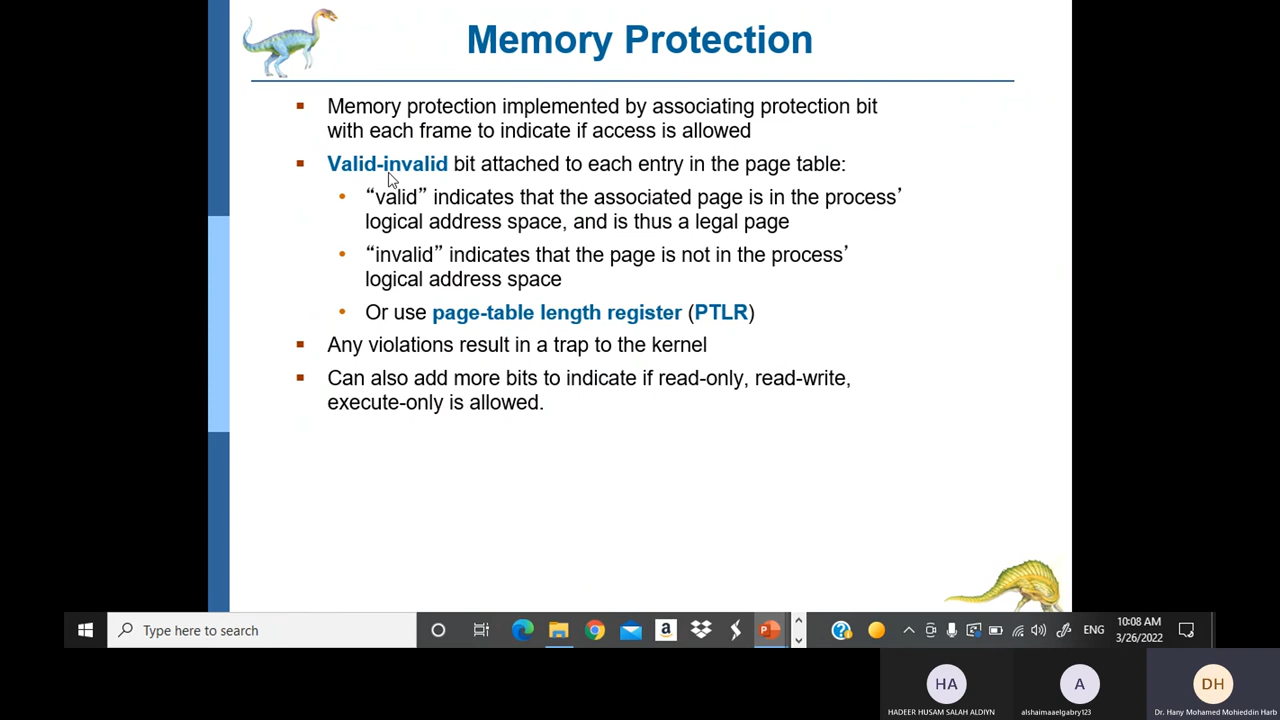 Memory Protection
Memory protection implemented by associating protection bit
with each frame to indicate if access is allowed
Valid-invalid bit attached to each entry in the page table:
“valid” indicates that the associated page is in the process’
logical address space, and is thus a legal page
“invalid” indicates that the page is not in the process’
logical address space
Or use page-table length register (PTLR)
Any violations result in a trap to the kernel
Can also add more bits to indicate if read-only, read-write,
execute-only is allowed.
Type here to search
ENG
10:08 AM
3/26/2022
HA
A
DH
HADEER HUSAM SALAH ALDIYN
alshaimaaelgabry123
Dr. Hany Mohamed Mohieddin Harb